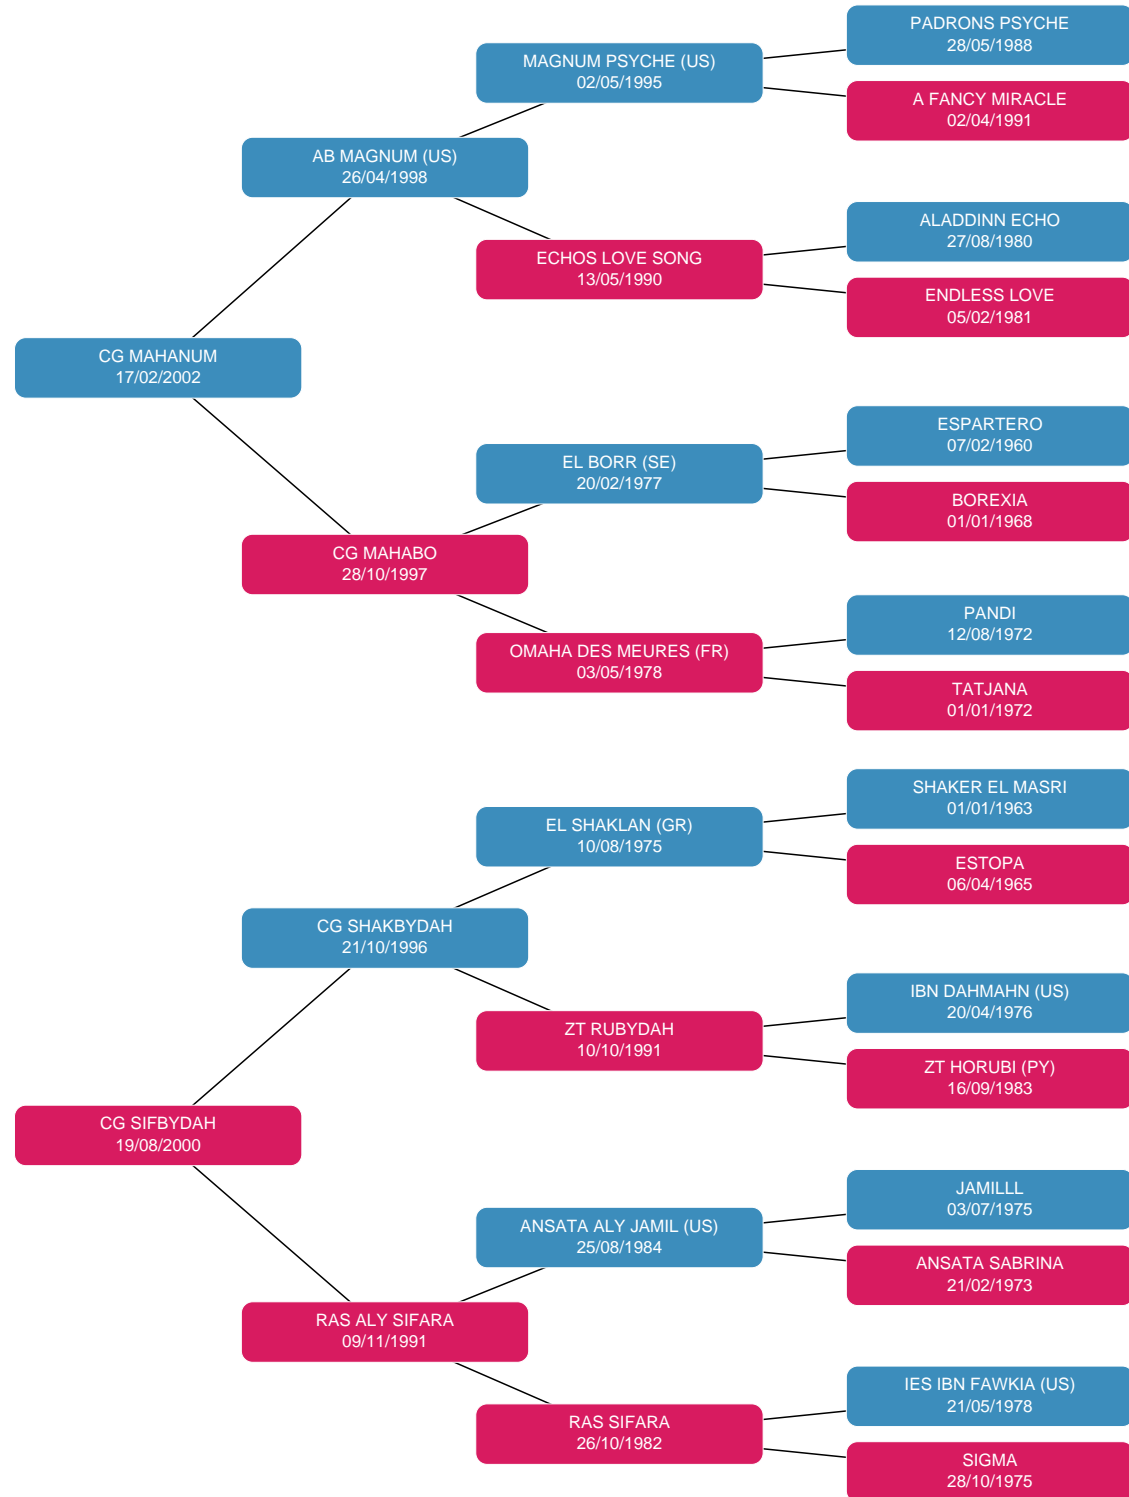 PADRONS PSYCHE
28/05/1988
MAGNUM PSYCHE (US)
02/05/1995
A FANCY MIRACLE
02/04/1991
AB MAGNUM (US)
26/04/1998
ALADDINN ECHO
27/08/1980
ECHOS LOVE SONG
13/05/1990
ENDLESS LOVE
05/02/1981
CG MAHANUM
17/02/2002
ESPARTERO
07/02/1960
EL BORR (SE)
20/02/1977
BOREXIA
01/01/1968
CG MAHABO
28/10/1997
PANDI
12/08/1972
OMAHA DES MEURES (FR)
03/05/1978
TATJANA
01/01/1972
SHAKER EL MASRI
01/01/1963
EL SHAKLAN (GR)
10/08/1975
ESTOPA
06/04/1965
CG SHAKBYDAH
21/10/1996
IBN DAHMAHN (US)
20/04/1976
ZT RUBYDAH
10/10/1991
ZT HORUBI (PY)
16/09/1983
CG SIFBYDAH
19/08/2000
JAMILLL
03/07/1975
ANSATA ALY JAMIL (US)
25/08/1984
ANSATA SABRINA
21/02/1973
RAS ALY SIFARA
09/11/1991
IES IBN FAWKIA (US)
21/05/1978
RAS SIFARA
26/10/1982
SIGMA
28/10/1975